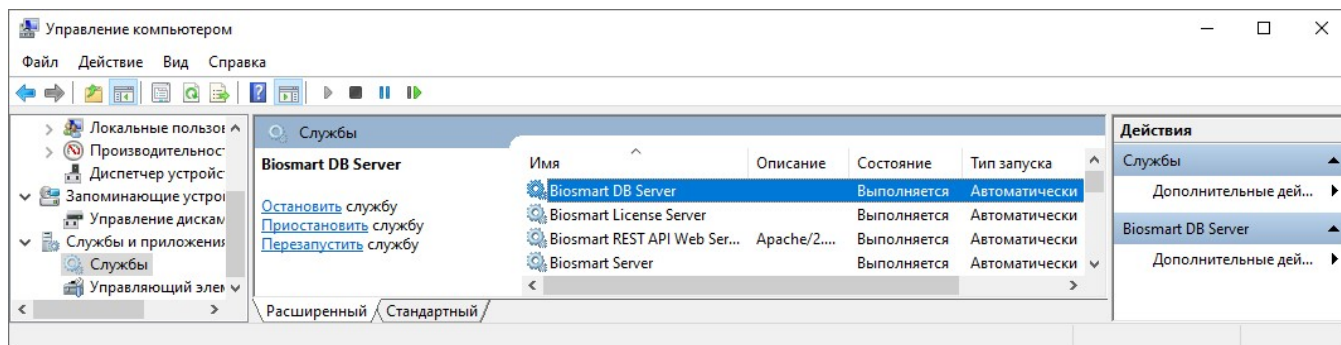 Управление компьютером
Файл Действие Вид Справка
Локальные пользов
Производительнос
Диспетчер устройс
Запоминающие устрой
Управление дискам
Службы и приложения
Службы
Управляющий элем
Службы
Biosmart DB Server
Остановить службу
Приостановить службу
Перезапустить службу
Имя Описание Состояние Тип запуска
Biosmart DB Server Выполняется Автоматически
Biosmart License Server Выполняется Автоматически
Biosmart REST API Web Ser... Apache/2.... Выполняется Автоматически
Biosmart Server Выполняется Автоматически
Расширенный Стандартный
Действия
Службы
Дополнительные дей...
Biosmart DB Server
Дополнительные дей...